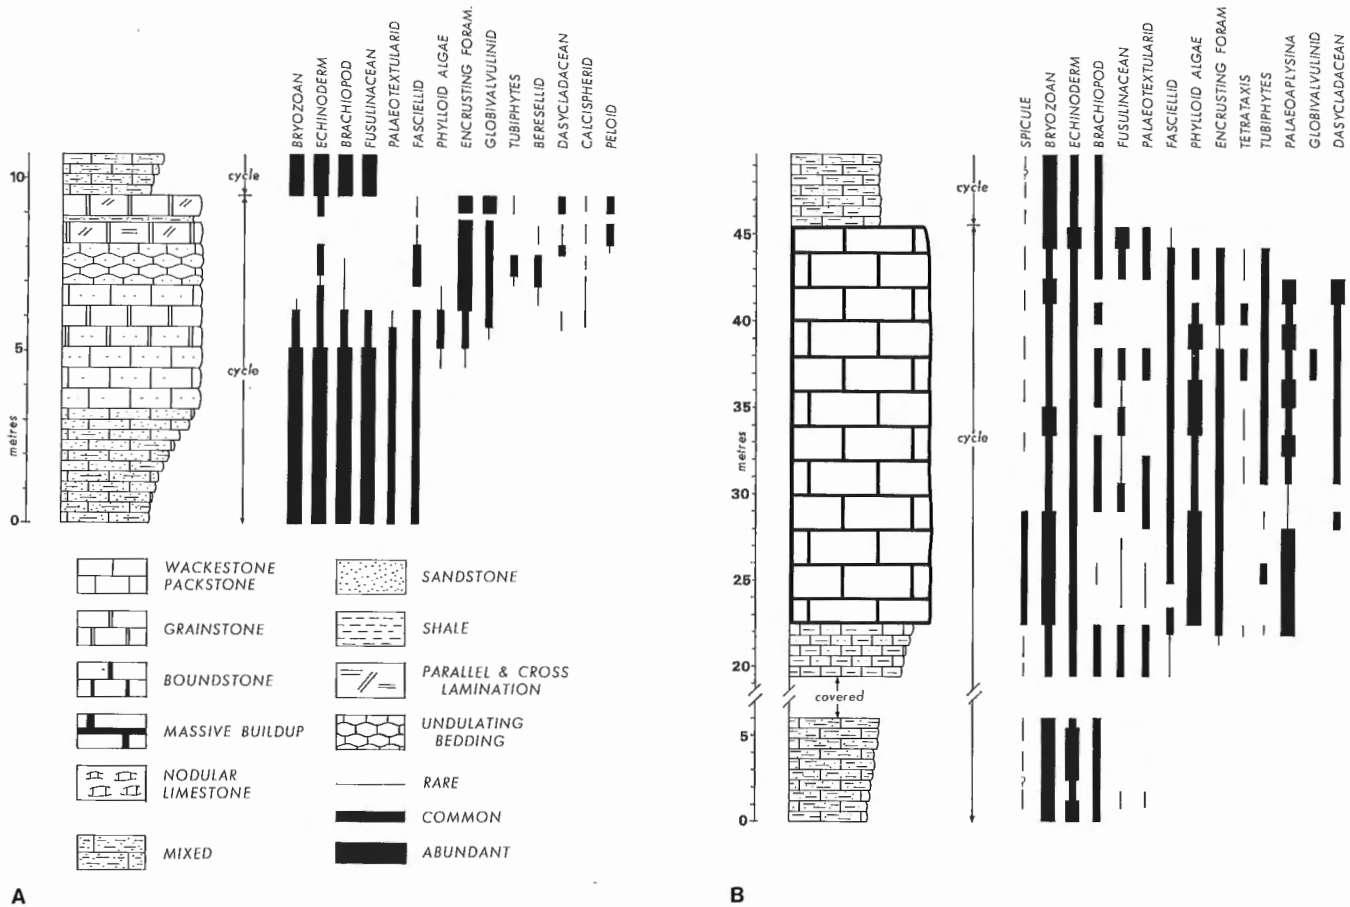 BRYOZOAN
ECHINODERM
BRACHIOPOD
FUSULINACEAN
PALAEOTEXTULARID
FASCIELLID
PHYLLOID ALGAE
ENCRUSTING FORAM.
GLOBIVALVULINID
TUBIPHYTES
BERESELLID
DASYCLADACEAN
CALCISPHERID
PELOID
10
5
0
metres
cycle
cycle
WACKESTONE
PACKSTONE
GRAINSTONE
BOUNDSTONE
MASSIVE BUILDUP
NODULAR
LIMESTONE
MIXED
SANDSTONE
SHALE
PARALLEL & CROSS
LAMINATION
UNDULATING
BEDDING
RARE
COMMON
ABUNDANT
A
SPICULE
BRYOZOAN
ECHINODERM
BRACHIOPOD
FUSULINACEAN
PALAEOTEXTULARID
FASCIELLID
PHYLLOID ALGAE
ENCRUSTING FORAM
TETRATAXIS
TUBIPHYTES
PALAEOAPLYSINA
GLOBIVALVULINID
DASYCLADACEAN
45
40
35
30
25
20
5
0
metres
cycle
cycle
covered
?
?
B